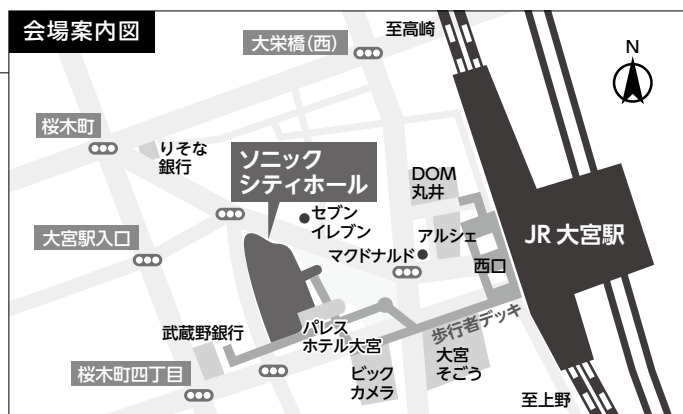 会場案内図
至高崎
大栄橋(西)
N
桜木町
りそな
銀行
ソニック
シティホール
DOM
丸井
セブン
イレブン
アルシェ
JR 大宮駅
大宮駅入口
マクドナルド
西口
武蔵野銀行
パレス
ホテル大宮
歩行者デッキ
大宮
そごう
桜木町四丁目
ビック
カメラ
至上野